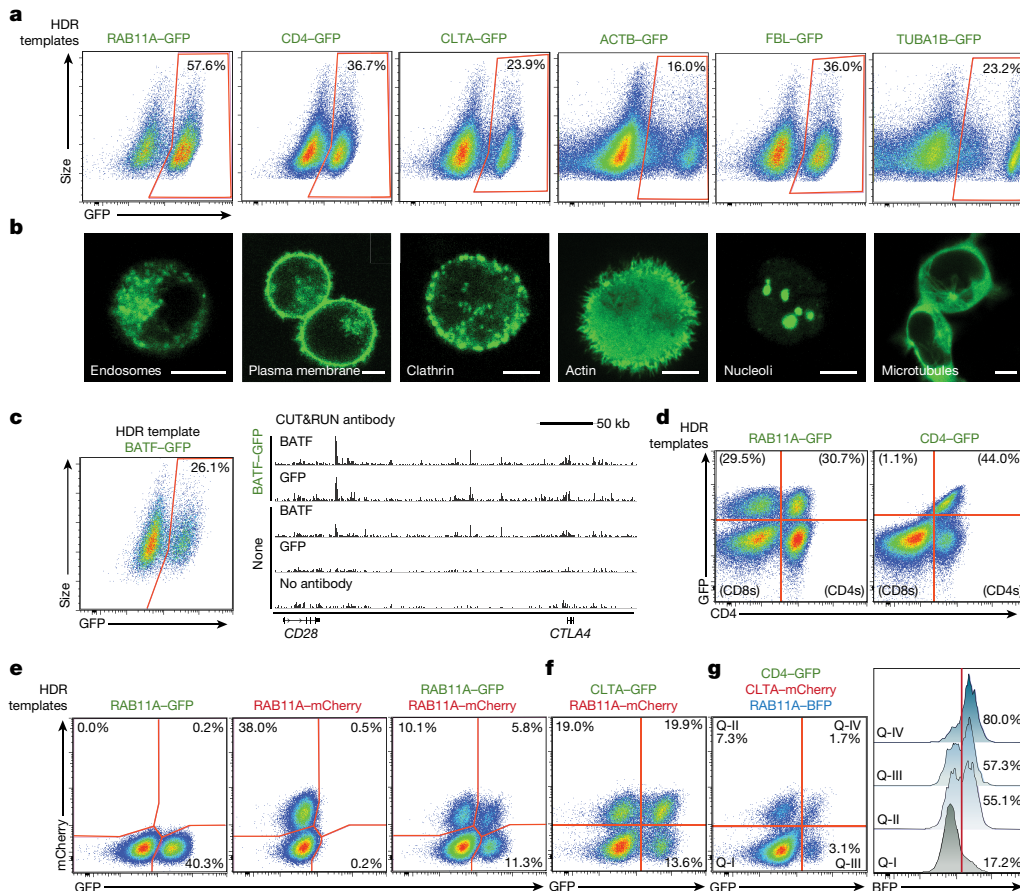 a
HDR
templates
RAB11A–GFP
CD4–GFP
CLTA–GFP
ACTB–GFP
FBL–GFP
TUBA1B–GFP
57.6%
36.7%
23.9%
16.0%
36.0%
23.2%
Size
GFP
b
Endosomes
Plasma membrane
Clathrin
Actin
Nucleoli
Microtubules
c
HDR template
BATF–GFP
26.1%
Size
GFP
CUT&RUN antibody
50 kb
BATF–GFP
BATF
GFP
None
BATF
GFP
No antibody
CD28
CTLA4
d
HDR
templates
RAB11A–GFP
CD4–GFP
(29.5%)
(30.7%)
(1.1%)
(44.0%)
GFP
(CD8s)
(CD4s)
(CD8s)
(CD4s)
CD4
e
HDR
templates
RAB11A–GFP
RAB11A–mCherry
RAB11A–GFP
RAB11A–mCherry
0.0%
0.2%
38.0%
0.5%
10.1%
5.8%
mCherry
40.3%
0.2%
11.3%
GFP
f
CLTA–GFP
RAB11A–mCherry
19.0%
19.9%
13.6%
GFP
g
CD4–GFP
CLTA–mCherry
RAB11A–BFP
Q-II
7.3%
Q-IV
1.7%
Q-I
3.1%
Q-III
GFP
Q-IV
80.0%
Q-III
57.3%
Q-II
55.1%
Q-I
17.2%
BFP